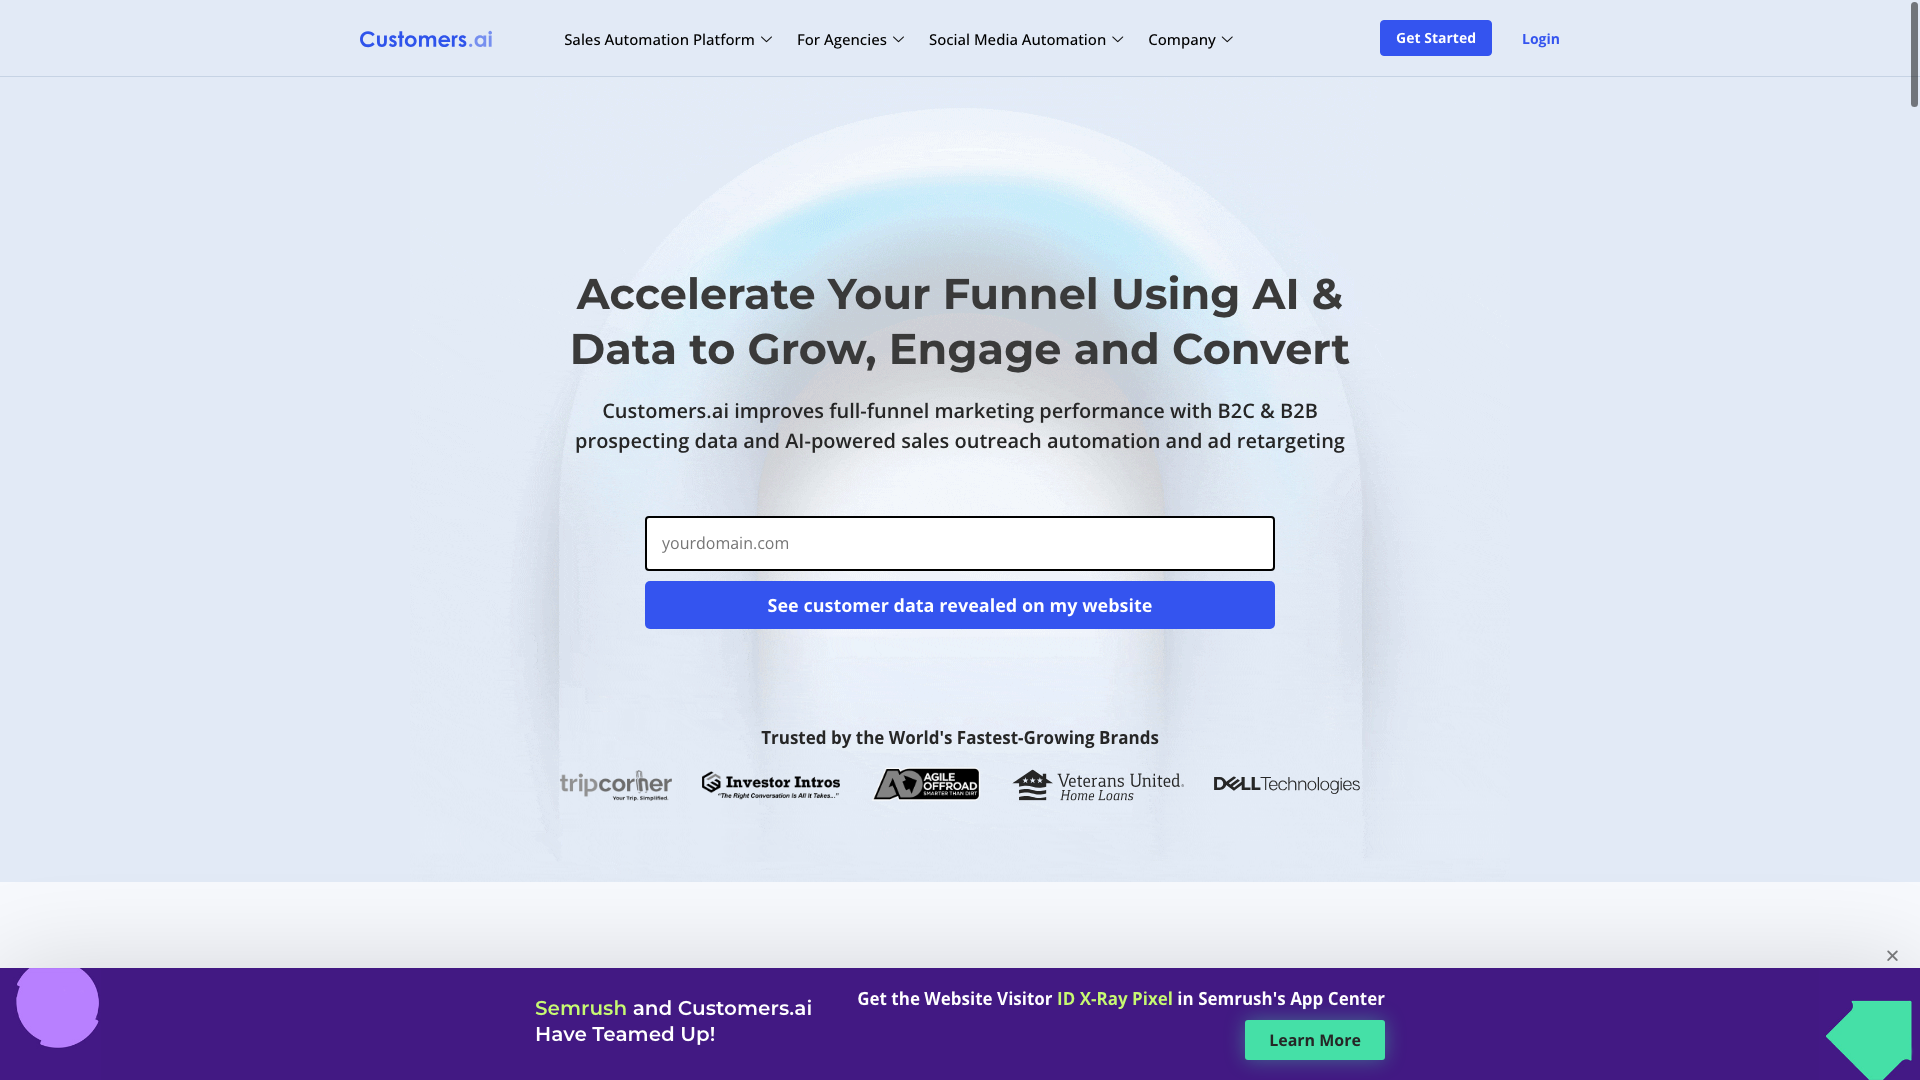 Customers.ai
Sales Automation Platform
For Agencies
Social Media Automation
Company
Get Started
Login
Accelerate Your Funnel Using AI &
Data to Grow, Engage and Convert
Customers.ai improves full-funnel marketing performance with B2C & B2B
prospecting data and AI-powered sales outreach automation and ad retargeting
yourdomain.com
See customer data revealed on my website
Trusted by the World's Fastest-Growing Brands
tripcorner
Your Trip. Simplified.
Investor Intros
"The Right Conversation Is All It Takes..."
AO AGILE
OFFROAD
SMARTER THAN DIRT
Veterans United.
Home Loans
DELLTechnologies
Semrush and Customers.ai
Have Teamed Up!
Get the Website Visitor ID X-Ray Pixel in Semrush's App Center
Learn More